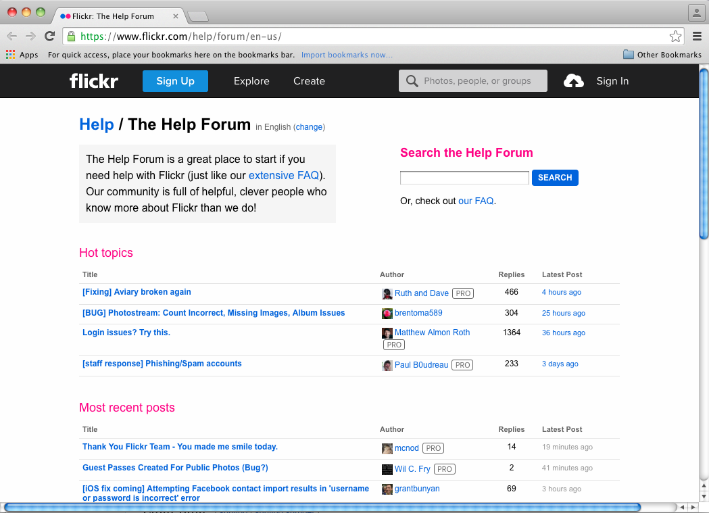 Flickr: The Help Forum
https://www.flickr.com/help/forum/en-us/
Apps For quick access, place your bookmarks here on the bookmarks bar. Import bookmarks now... Other Bookmarks
flickr Sign Up Explore Create Photos, people, or groups Sign In
Help / The Help Forum in English (change)
The Help Forum is a great place to start if you
need help with Flickr (just like our extensive FAQ).
Our community is full of helpful, clever people who
know more about Flickr than we do!
Search the Help Forum
SEARCH
Or, check out our FAQ.
Hot topics
Title Author Replies Latest Post
[Fixing] Aviary broken again Ruth and Dave PRO 466 4 hours ago
[BUG] Photostream: Count Incorrect, Missing Images, Album Issues brentoma589 304 25 hours ago
Login issues? Try this. Matthew Almon Roth 1364 36 hours ago
PRO
[staff response] Phishing/Spam accounts Paul B0udreau PRO 233 3 days ago
Most recent posts
Title Author Replies Latest Post
Thank You Flickr Team - You made me smile today. mcnod PRO 14 19 minutes ago
Guest Passes Created For Public Photos (Bug?) Wil C. Fry PRO 2 41 minutes ago
[iOS fix coming] Attempting Facebook contact import results in 'username grantbunyan 69 3 hours ago
or password is incorrect' error